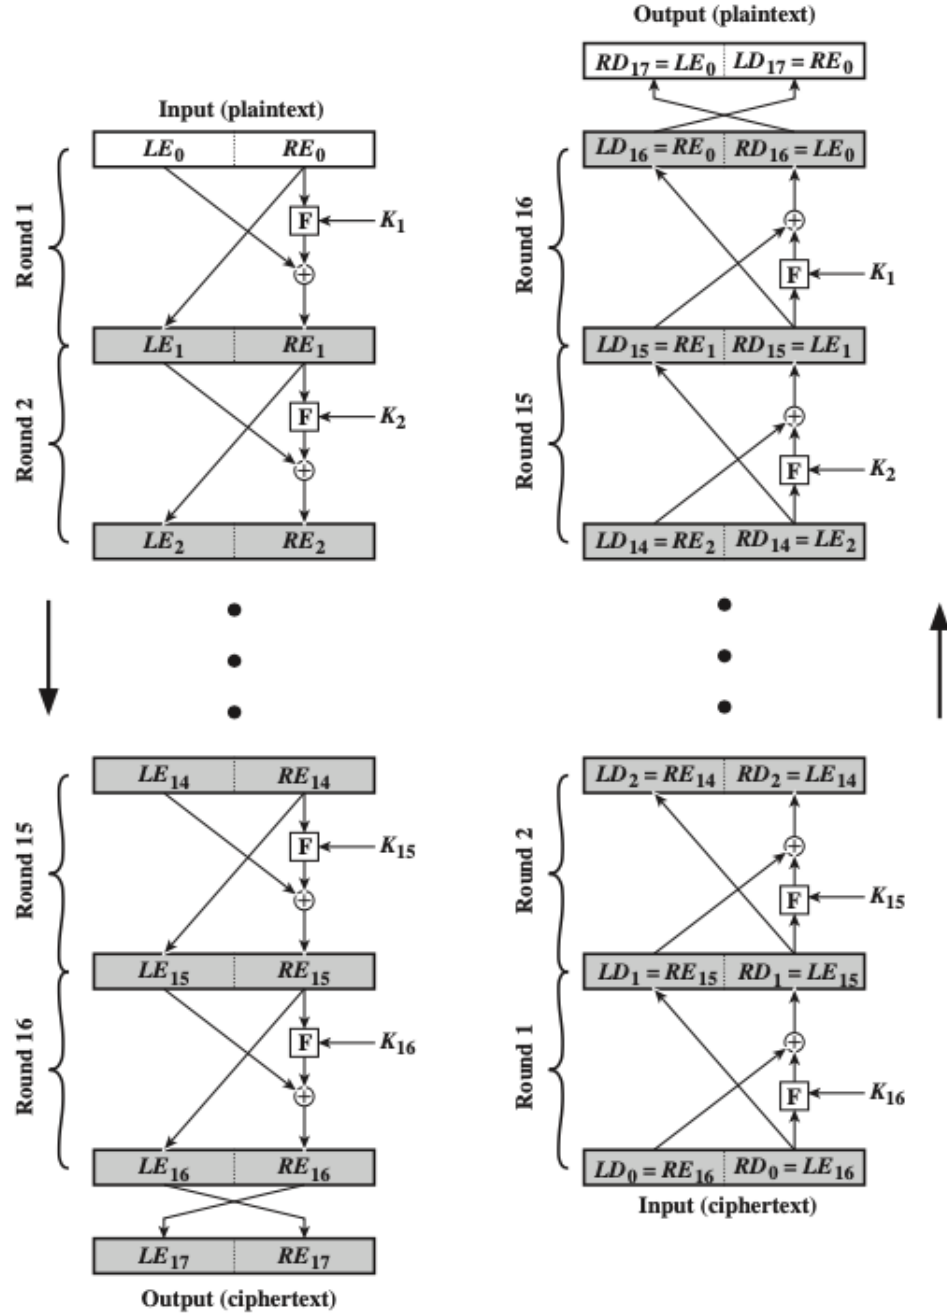 Input (plaintext)
LE0 RE0
Round 1
F K1
+
LE1 RE1
Round 2
F K2
+
LE2 RE2
LE14 RE14
Round 15
F K15
+
LE15 RE15
Round 16
F K16
+
LE16 RE16
LE17 RE17
Output (ciphertext)
Output (plaintext)
RD17 = LE0 LD17 = RE0
LD16 = RE0 RD16 = LE0
Round 16
+
F K1
LD15 = RE1 RD15 = LE1
Round 15
+
F K2
LD14 = RE2 RD14 = LE2
LD2 = RE14 RD2 = LE14
Round 2
+
F K15
LD1 = RE15 RD1 = LE15
Round 1
+
F K16
LD0 = RE16 RD0 = LE16
Input (ciphertext)